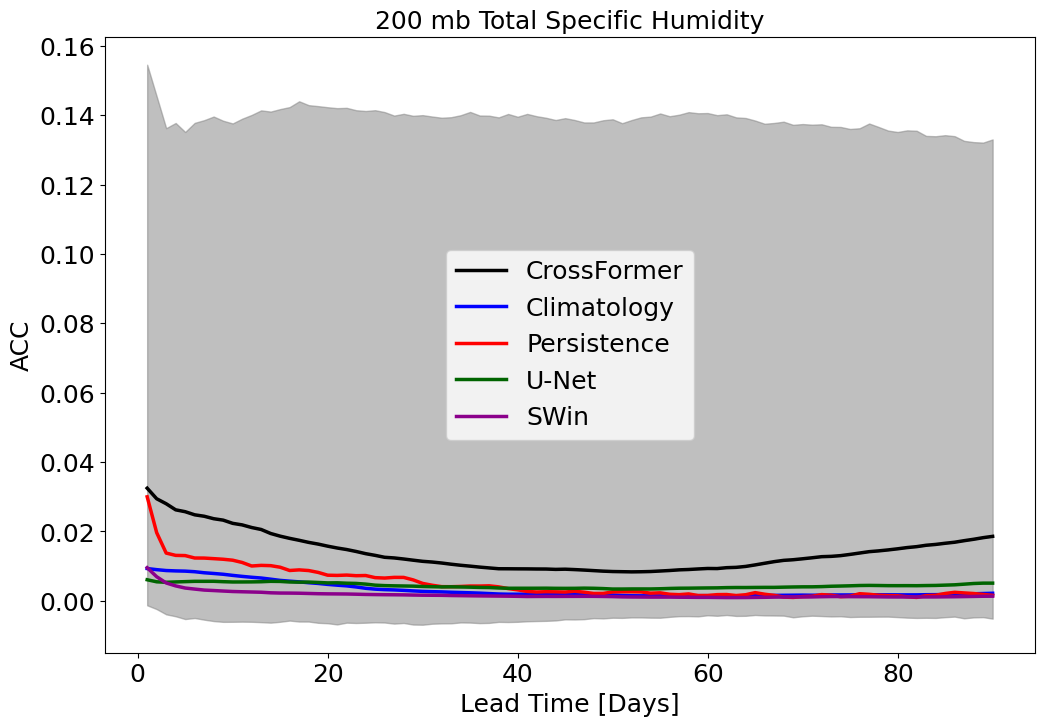 200 mb Total Specific Humidity
0.16
0.14
0.12
0.10
0.08
0.06
0.04
0.02
0.00
ACC
CrossFormer
Climatology
Persistence
U-Net
SWin
0 20 40 60 80
Lead Time [Days]